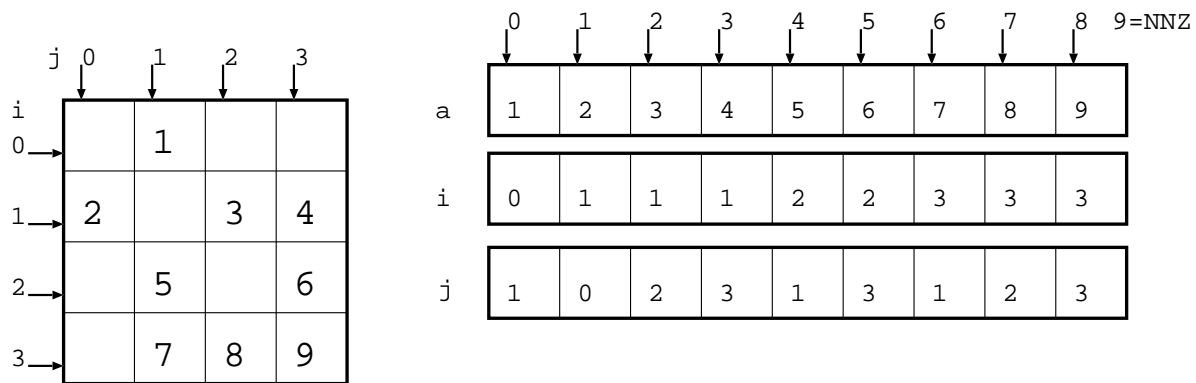 j 0 1 2 3
i
0 1
1 2 3 4
2 5 6
3 7 8 9
0 1 2 3 4 5 6 7 8 9=NNZ
a 1 2 3 4 5 6 7 8 9
i 0 1 1 1 2 2 3 3 3
j 1 0 2 3 1 3 1 2 3